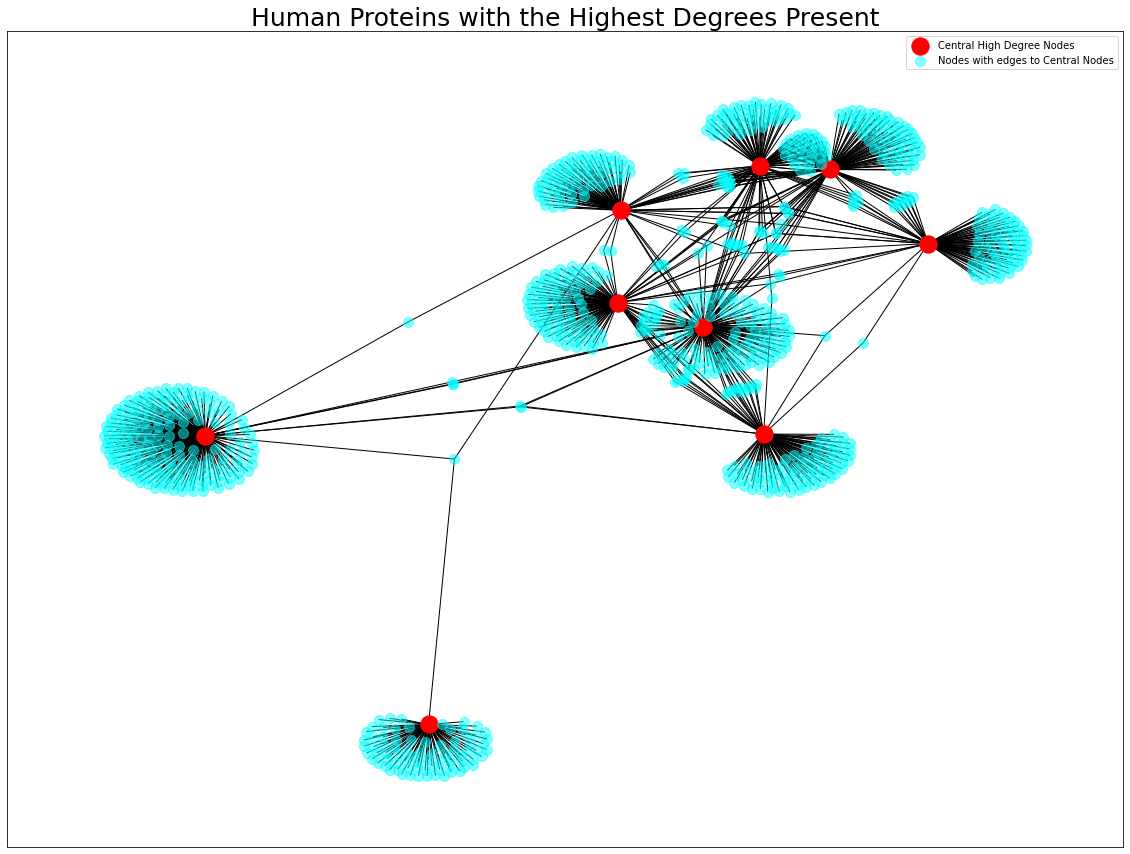 Human Proteins with the Highest Degrees Present
Central High Degree Nodes
Nodes with edges to Central Nodes